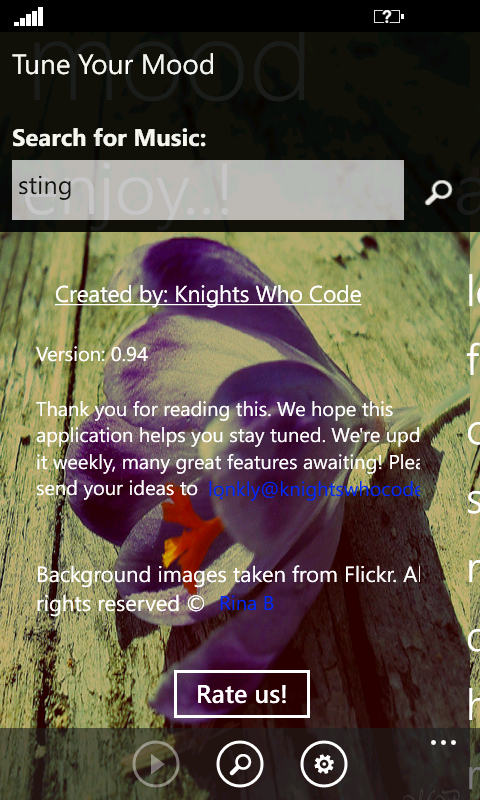 mood
Tune Your Mood
Search for Music:
sting
enjoy..!
Created by: Knights Who Code
Version: 0.94
Thank you for reading this. We hope this
application helps you stay tuned. We're upd
it weekly, many great features awaiting! Plea
send your ideas to lonkly@knightswhocode
Background images taken from Flickr. Al
rights reserved © Rina B
Rate us!